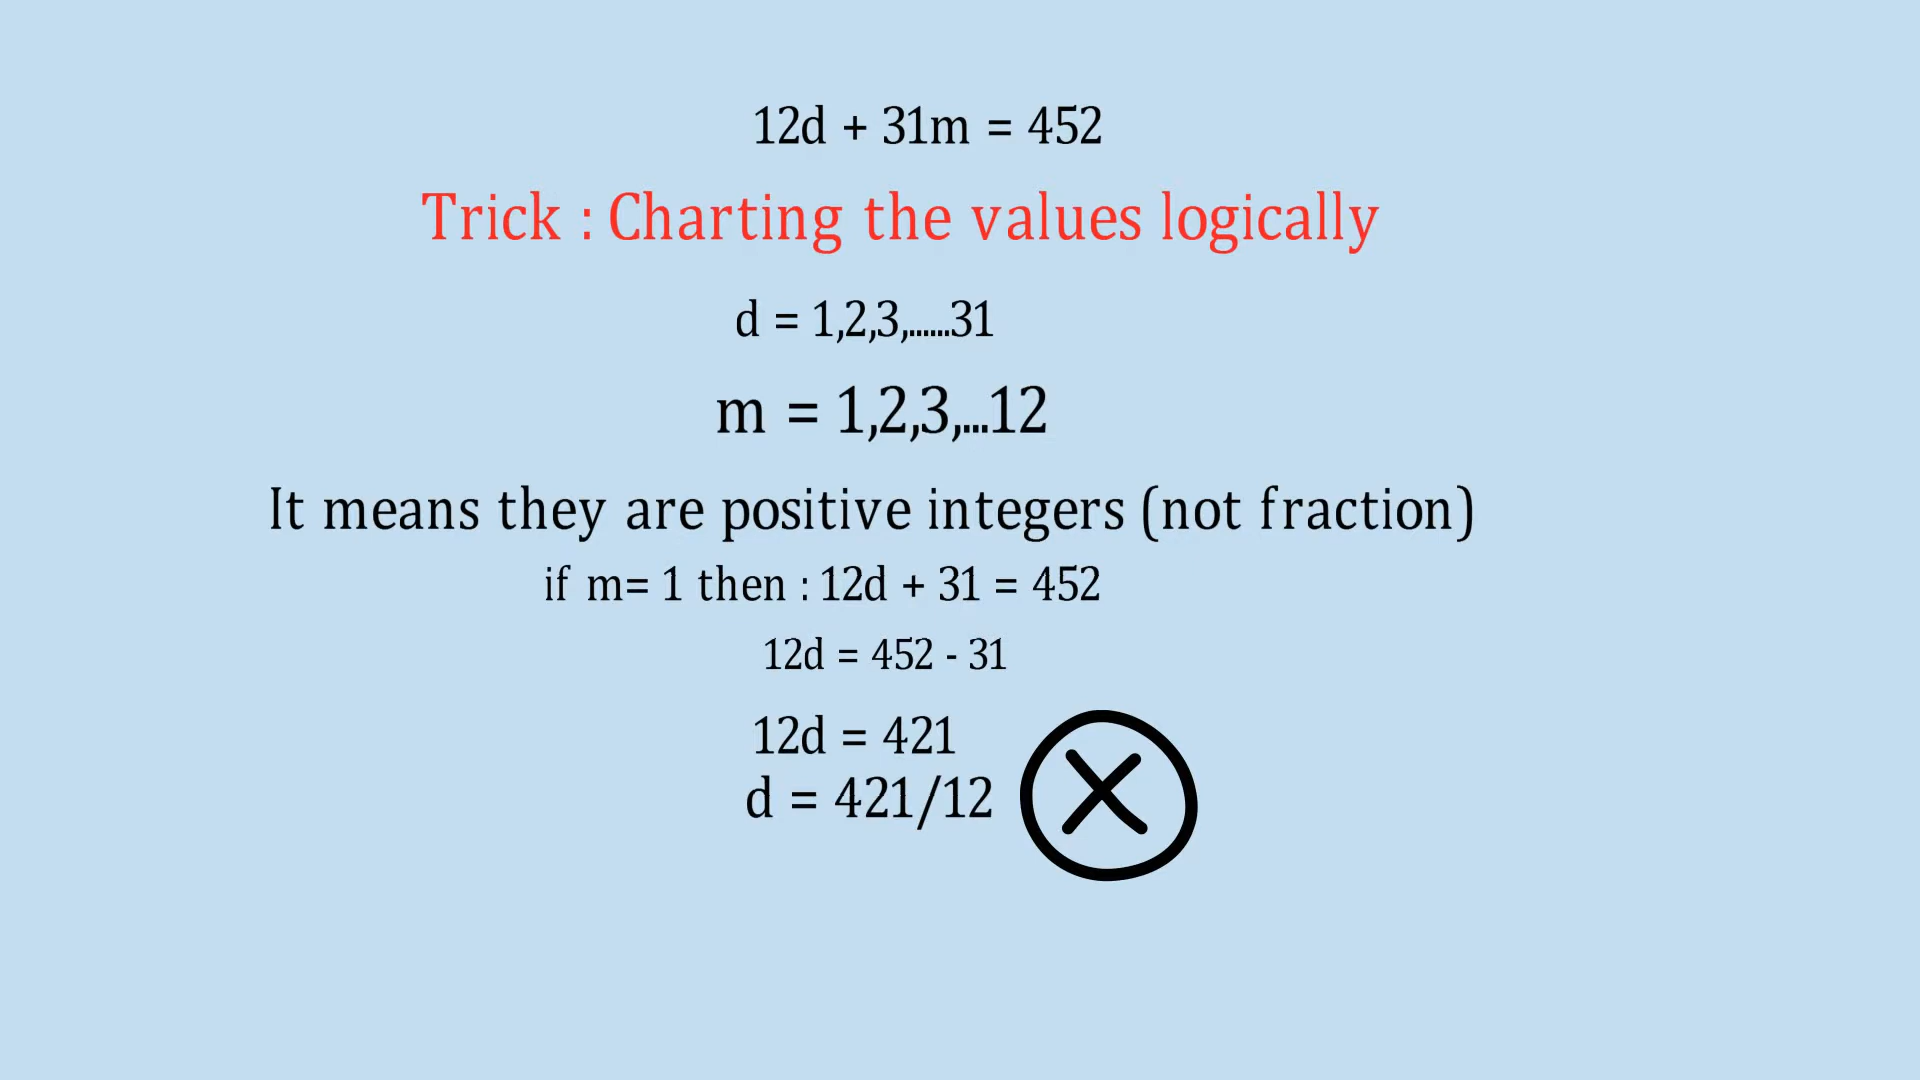 12d + 31m = 452
Trick : Charting the values logically
d = 1,2,3,......31
m = 1,2,3,...12
It means they are positive integers (not fraction)
if m= 1 then : 12d + 31 = 452
12d = 452 - 31
12d = 421
d = 421/12